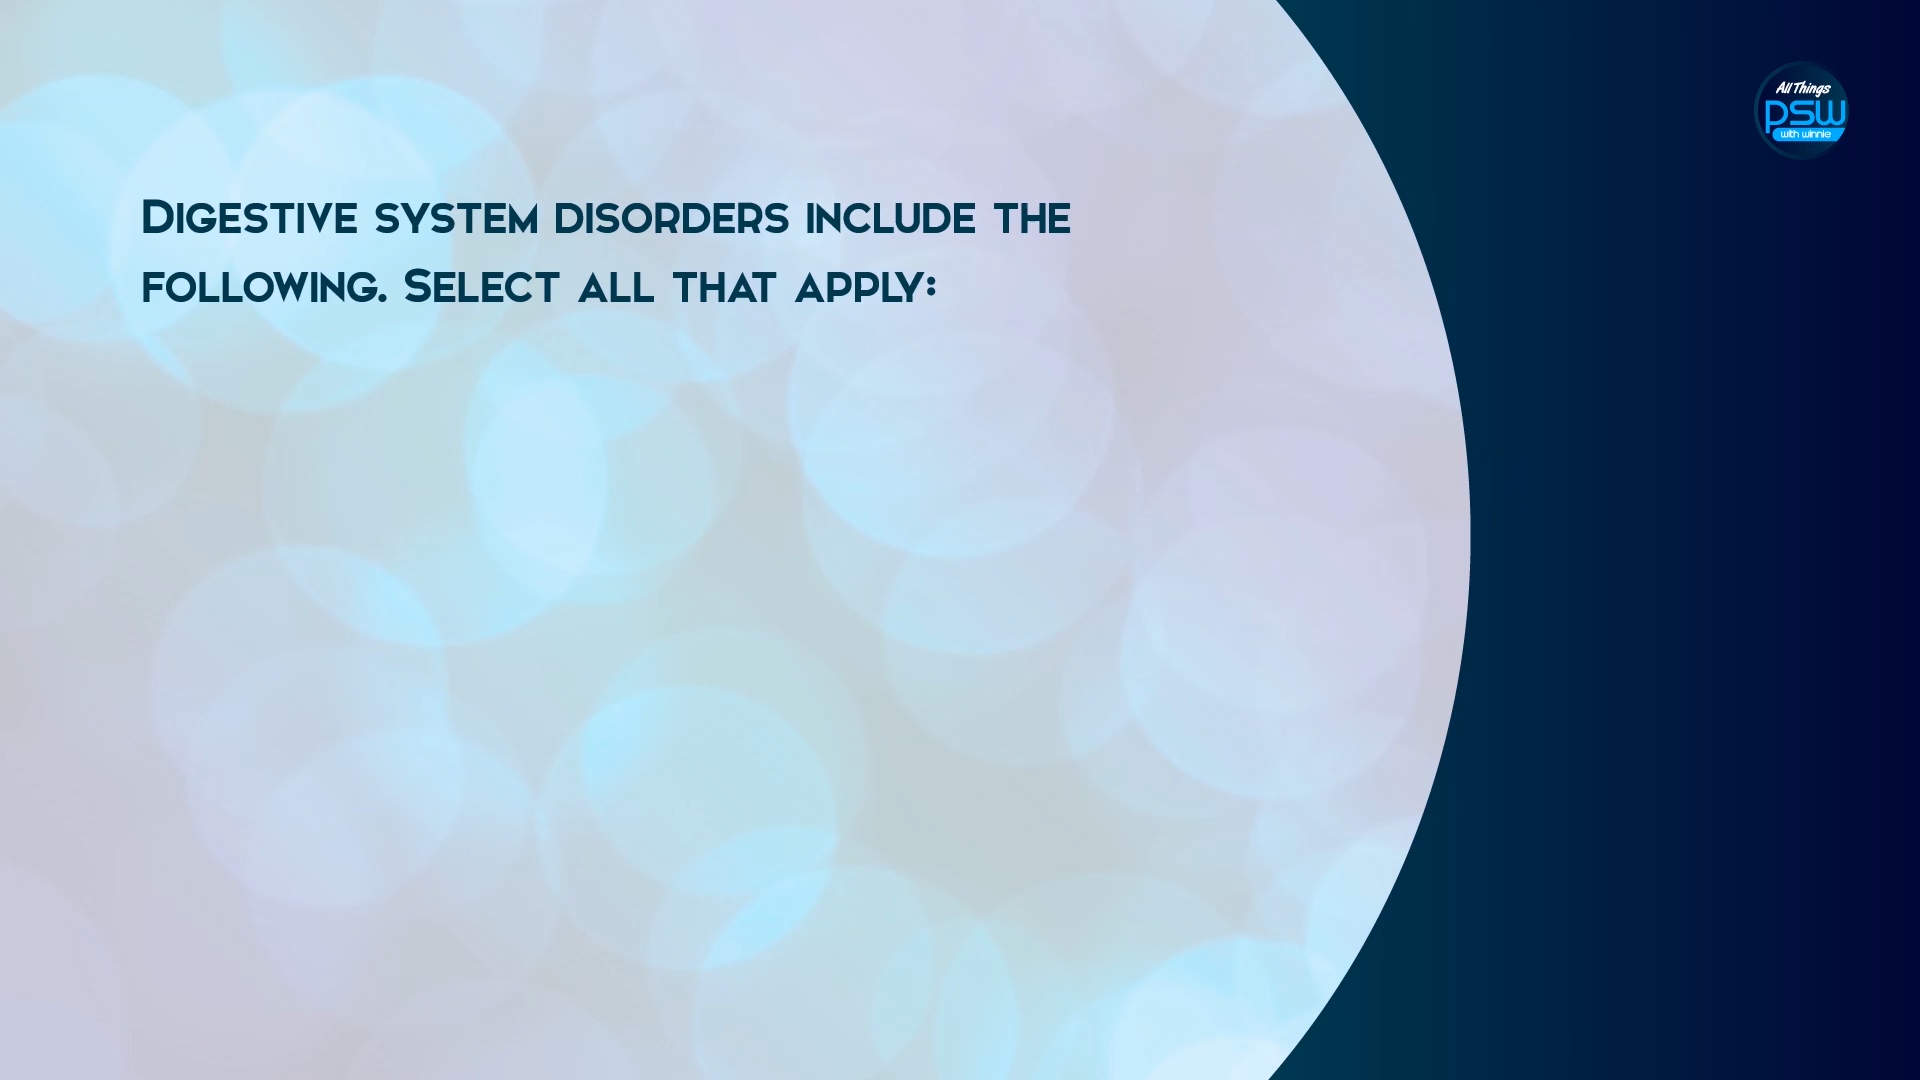 Digestive system disorders include the
following. Select all that apply:
All Things
PSW
with winnie